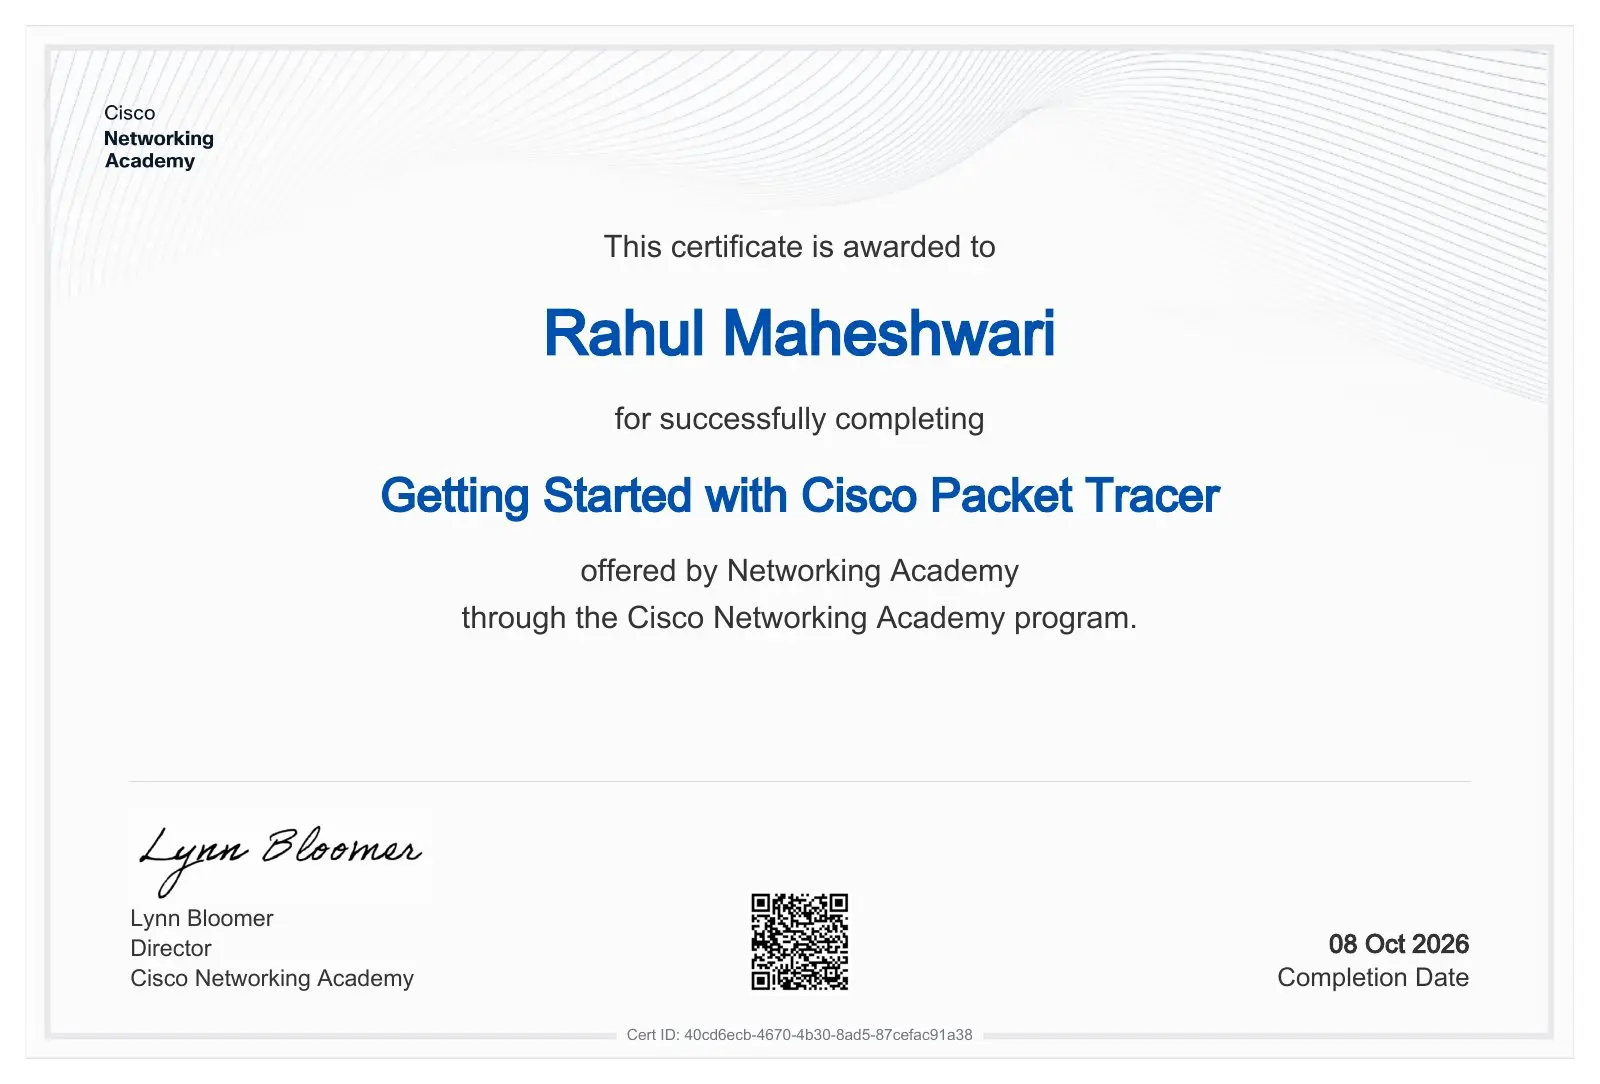 Cisco
Networking
Academy
This certificate is awarded to
Rahul Maheshwari
for successfully completing
Getting Started with Cisco Packet Tracer
offered by Networking Academy
through the Cisco Networking Academy program.
Lynn Bloomer
Lynn Bloomer
Director
Cisco Networking Academy
08 Oct 2026
Completion Date
Cert ID: 40cd6ecb-4670-4b30-8ad5-87cefac91a38